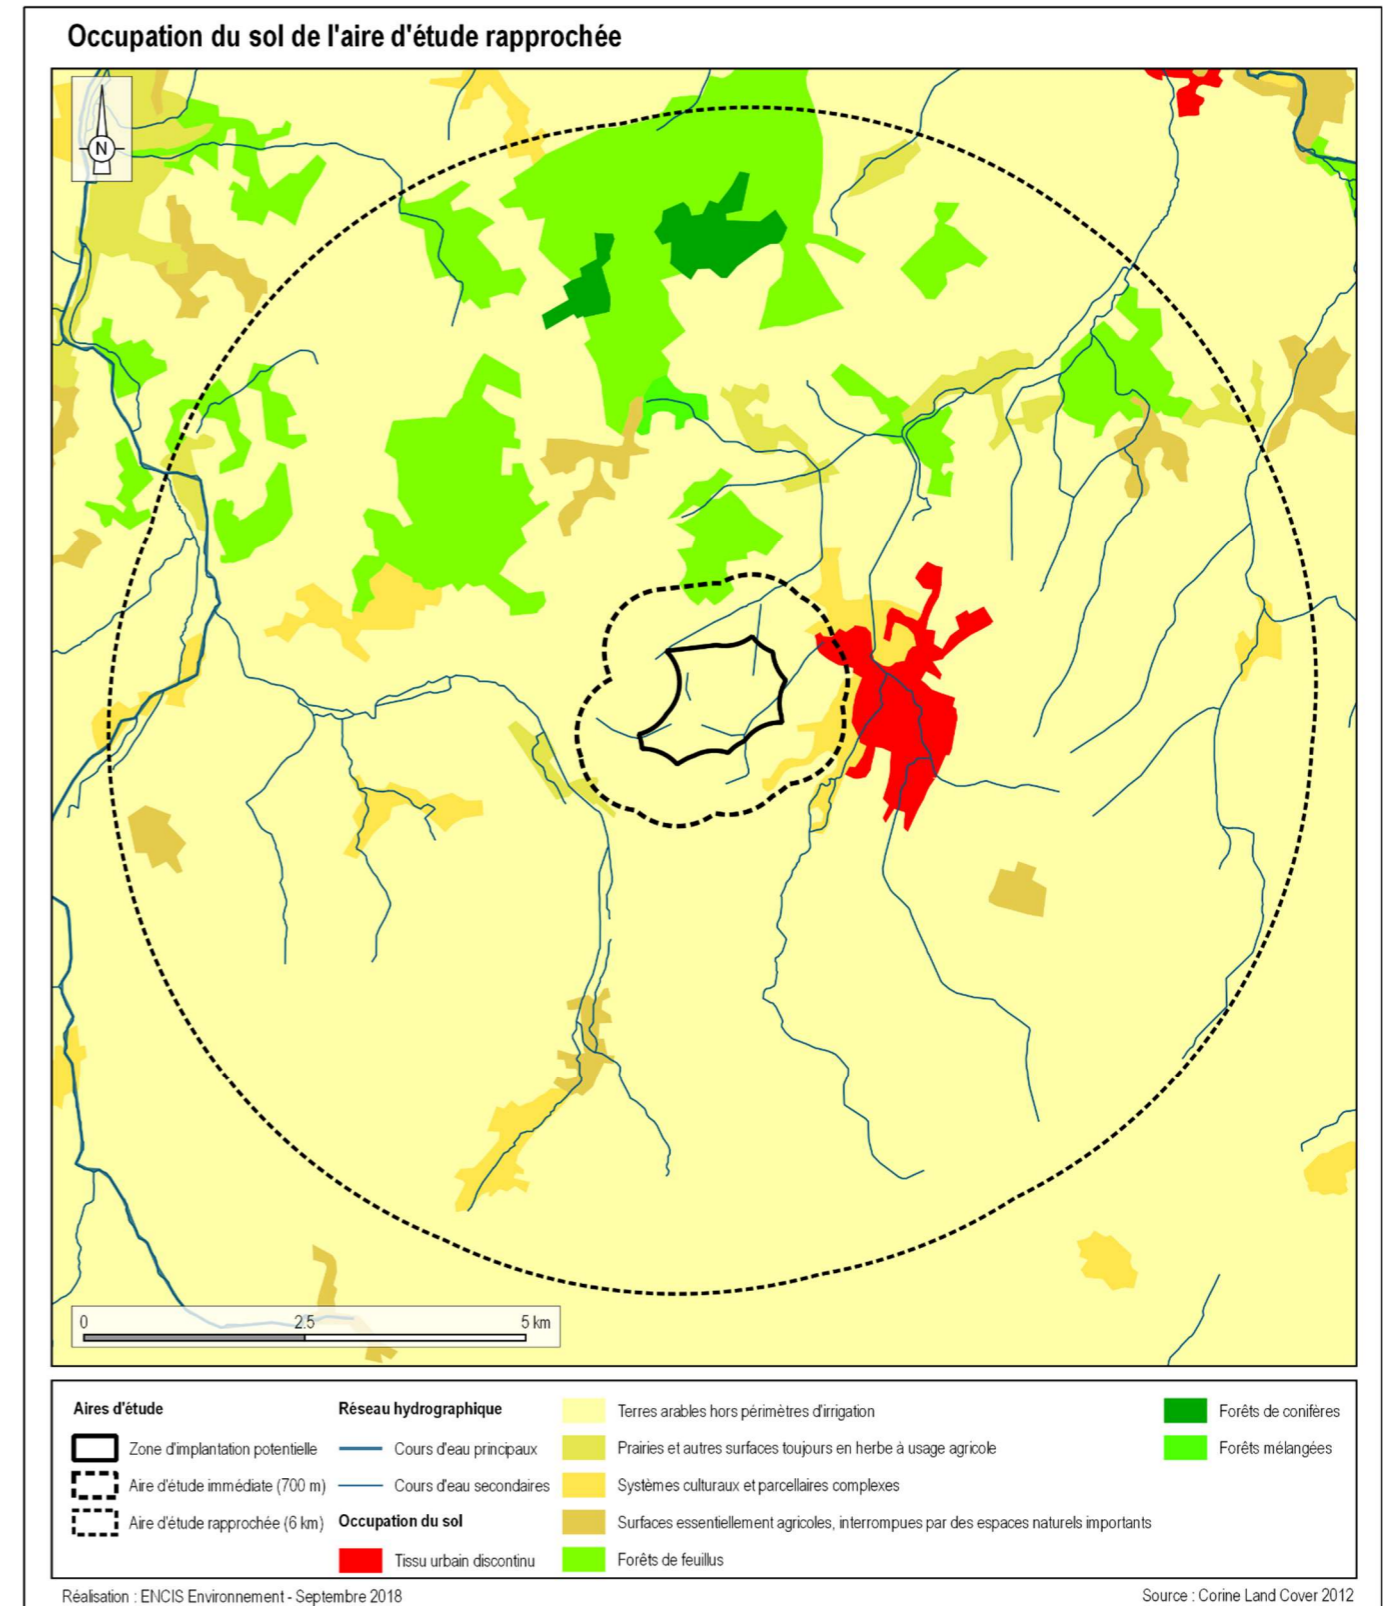 Occupation du sol de l'aire d'étude rapprochée
N
0 2.5 5 km
Aires d'étude
Zone d'implantation potentielle
Aire d'étude immédiate (700 m)
Aire d'étude rapprochée (6 km)
Réseau hydrographique
Cours d'eau principaux
Cours d'eau secondaires
Occupation du sol
Tissu urbain discontinu
Terres arables hors périmètres d'irrigation
Prairies et autres surfaces toujours en herbe à usage agricole
Systèmes culturaux et parcellaires complexes
Surfaces essentiellement agricoles, interrompues par des espaces naturels importants
Forêts de feuillus
Forêts de conifères
Forêts mélangées
Réalisation : ENCIS Environnement - Septembre 2018
Source : Corine Land Cover 2012